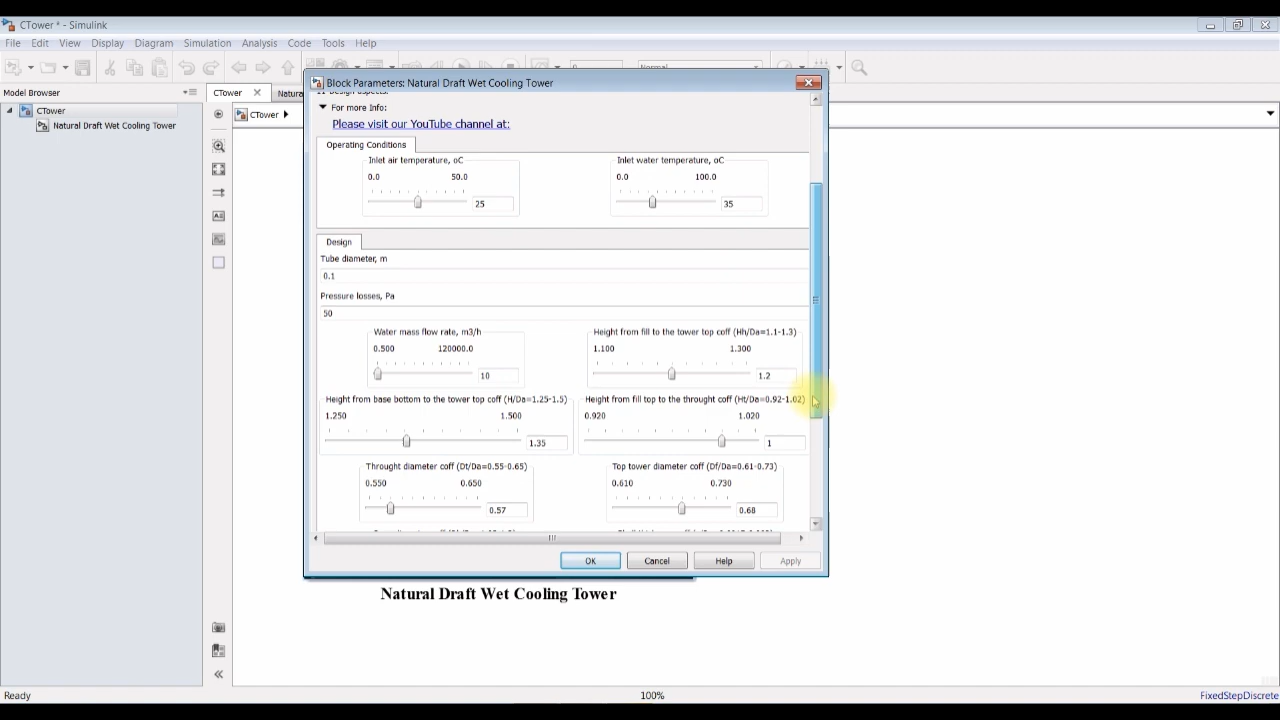 CTower * - Simulink
File Edit View Display Diagram Simulation Analysis Code Tools Help
Normal
Model Browser
CTower
Natural Draft Wet Cooling Tower
CTower
Natura
CTower
Block Parameters: Natural Draft Wet Cooling Tower
For more Info:
Please visit our YouTube channel at:
Operating Conditions
Inlet air temperature, oC
0.0 50.0
25
Inlet water temperature, oC
0.0 100.0
35
Design
Tube diameter, m
0.1
Pressure losses, Pa
50
Water mass flow rate, m3/h
0.500 120000.0
10
Height from fill to the tower top coff (Hh/Da=1.1-1.3)
1.100 1.300
1.2
Height from base bottom to the tower top coff (H/Da=1.25-1.5)
1.250 1.500
1.35
Height from fill top to the throught coff (Ht/Da=0.92-1.02)
0.920 1.020
1
Throught diameter coff (Dt/Da=0.55-0.65)
0.550 0.650
0.57
Top tower diameter coff (Df/Da=0.61-0.73)
0.610 0.730
0.68
OK Cancel Help Apply
Natural Draft Wet Cooling Tower
Ready
100%
FixedStepDiscrete